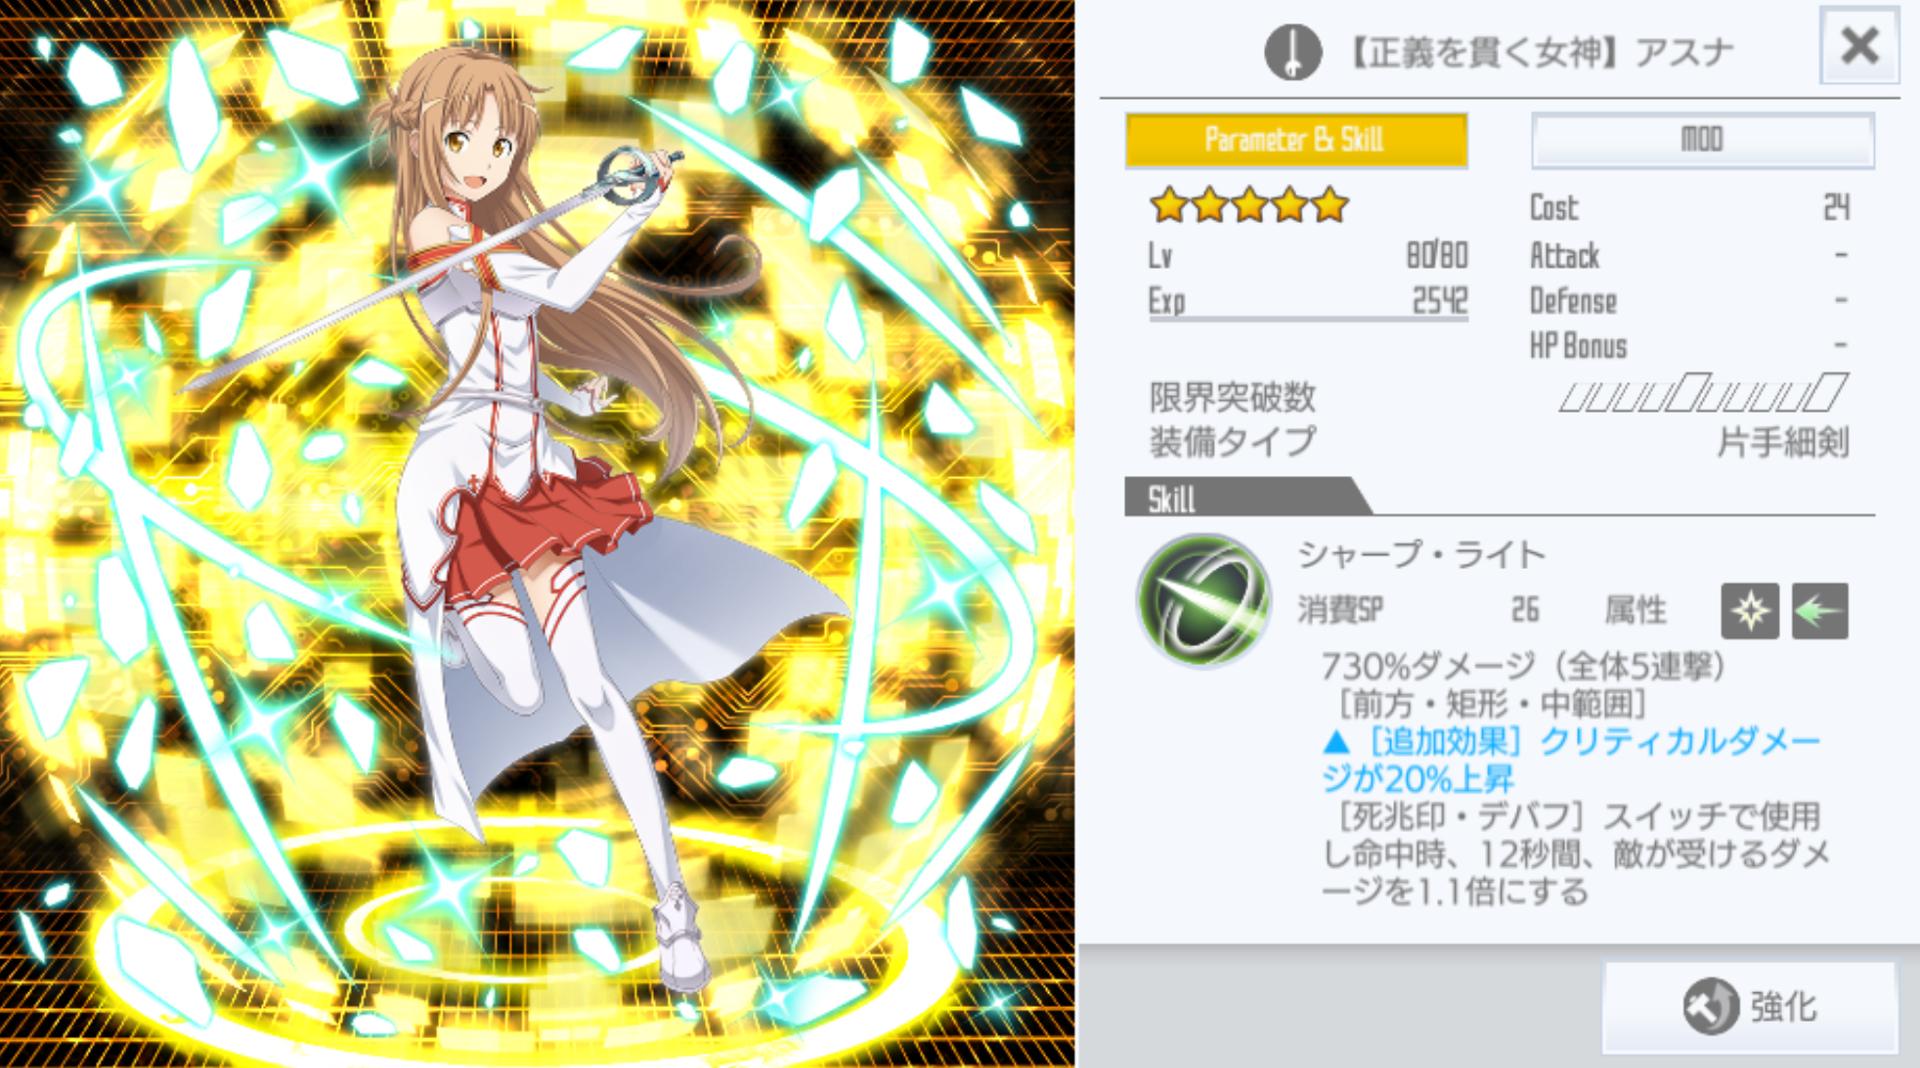 【正義を貫く女神】アスナ
Parameter & Skill
MOD
Cost 24
Lv 80/80
Attack -
Exp 2542
Defense -
HP Bonus -
限界突破数
装備タイプ 片手細剣
Skill
シャープ・ライト
消費SP 26 属性
730%ダメージ（全体5連撃）
［前方・矩形・中範囲］
▲［追加効果］クリティカルダメー
ジが20%上昇
［死兆印・デバフ］スイッチで使用
し命中時、12秒間、敵が受けるダメ
ージを1.1倍にする
強化